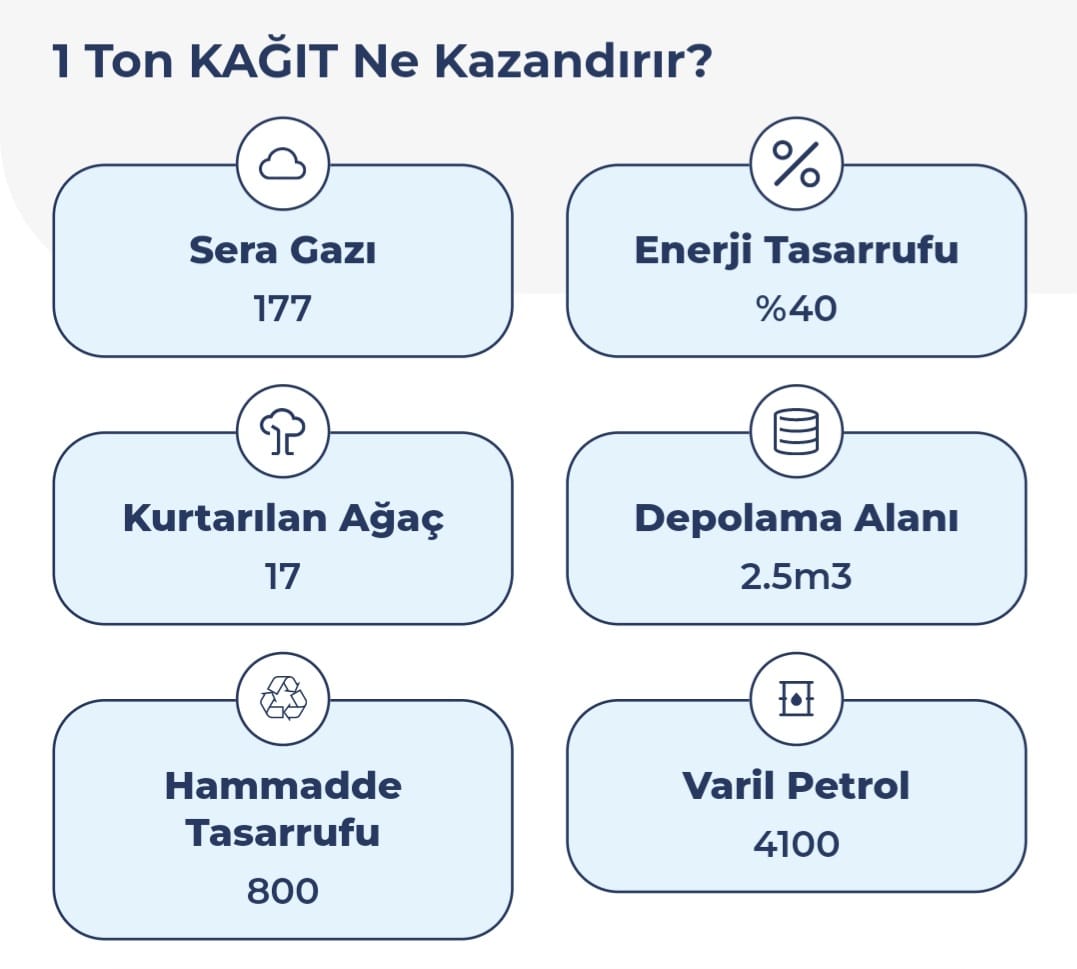 1 Ton KAĞIT Ne Kazandırır?
Sera Gazı
177
Enerji Tasarrufu
%40
Kurtarılan Ağaç
17
Depolama Alanı
2.5m3
Hammadde
Tasarrufu
800
Varil Petrol
4100